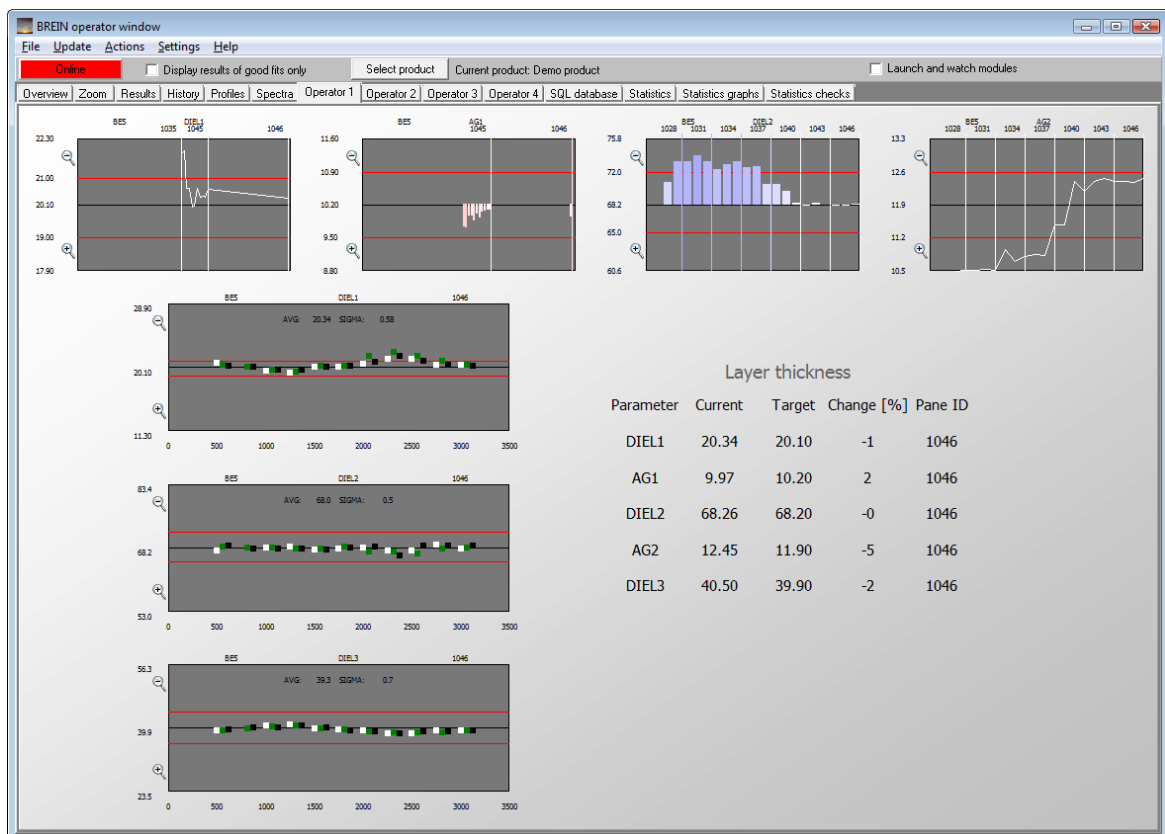 BREIN operator window
File Update Actions Settings Help
Online Display results of good fits only Select product Current product: Demo product Launch and watch modules
Overview Zoom Results History Profiles Spectra Operator 1 Operator 2 Operator 3 Operator 4 SQL database Statistics Statistics graphs Statistics checks
BE5 DIEL1
1035 1045 1046
22.30
21.00
20.10
19.00
17.90
BE5 AG1
1045 1046
11.60
10.90
10.20
9.50
8.80
BE5 DIEL2
1028 1031 1034 1037 1040 1043 1046
75.8
72.0
68.2
65.0
60.6
BE5 AG2
1028 1031 1034 1037 1040 1043 1046
13.3
12.6
11.9
11.2
10.5
BE5 DIEL1 1046
28.90
AVG: 20.34 SIGMA: 0.58
20.10
11.30
0 500 1000 1500 2000 2500 3000 3500
BE5 DIEL2 1046
83.4
AVG: 68.0 SIGMA: 0.5
68.2
53.0
0 500 1000 1500 2000 2500 3000 3500
BE5 DIEL3 1046
56.3
AVG: 39.3 SIGMA: 0.7
39.9
23.5
0 500 1000 1500 2000 2500 3000 3500
Layer thickness
Parameter Current Target Change [%] Pane ID
DIEL1 20.34 20.10 -1 1046
AG1 9.97 10.20 2 1046
DIEL2 68.26 68.20 -0 1046
AG2 12.45 11.90 -5 1046
DIEL3 40.50 39.90 -2 1046